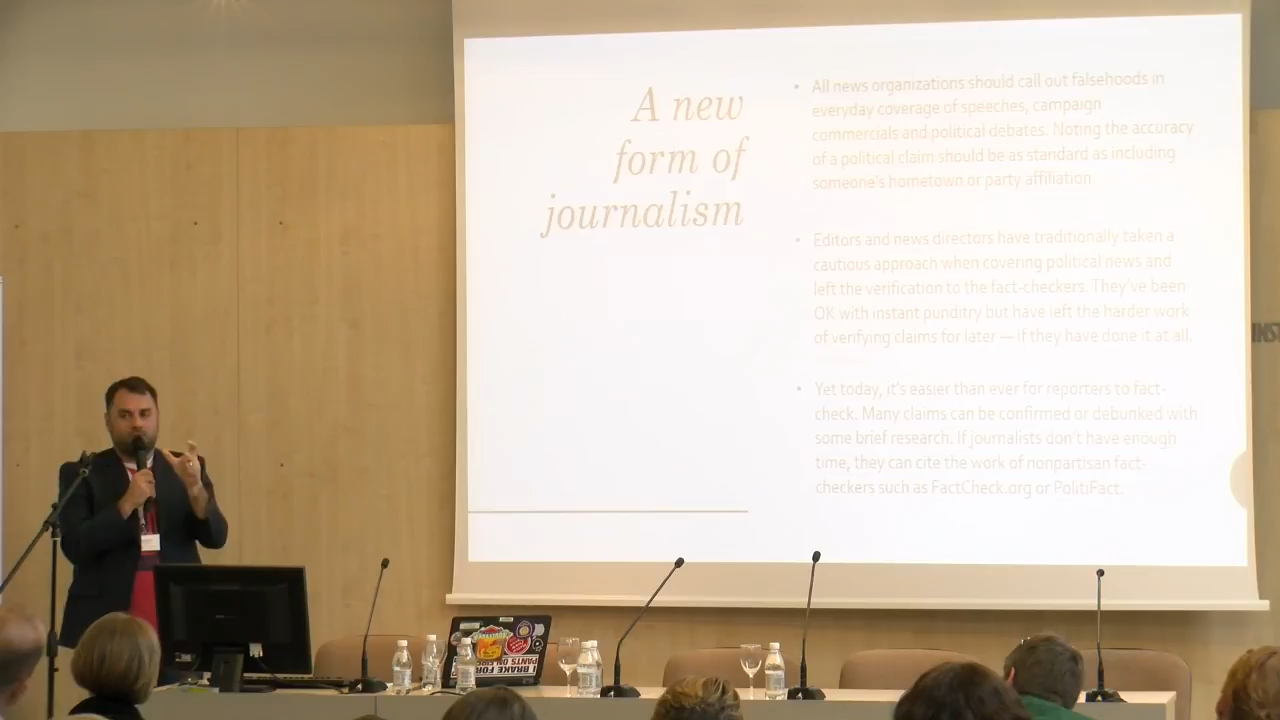 A new
form of
journalism
All news organizations should call out falsehoods in
everyday coverage of speeches, campaign
commercials and political debates. Noting the accuracy
of a political claim should be as standard as including
someone's hometown or party affiliation.
Editors and news directors have traditionally taken a
cautious approach when covering political news and
left the verification to the fact-checkers. They've been
OK with instant punditry but have left the harder work
of verifying claims for later — if they have done it at all.
Yet today, it's easier than ever for reporters to fact-
check. Many claims can be confirmed or debunked with
some brief research. If journalists don't have enough
time, they can cite the work of nonpartisan fact-
checkers such as FactCheck.org or PolitiFact.
BRAKE FOR
PANTS ON FIRE